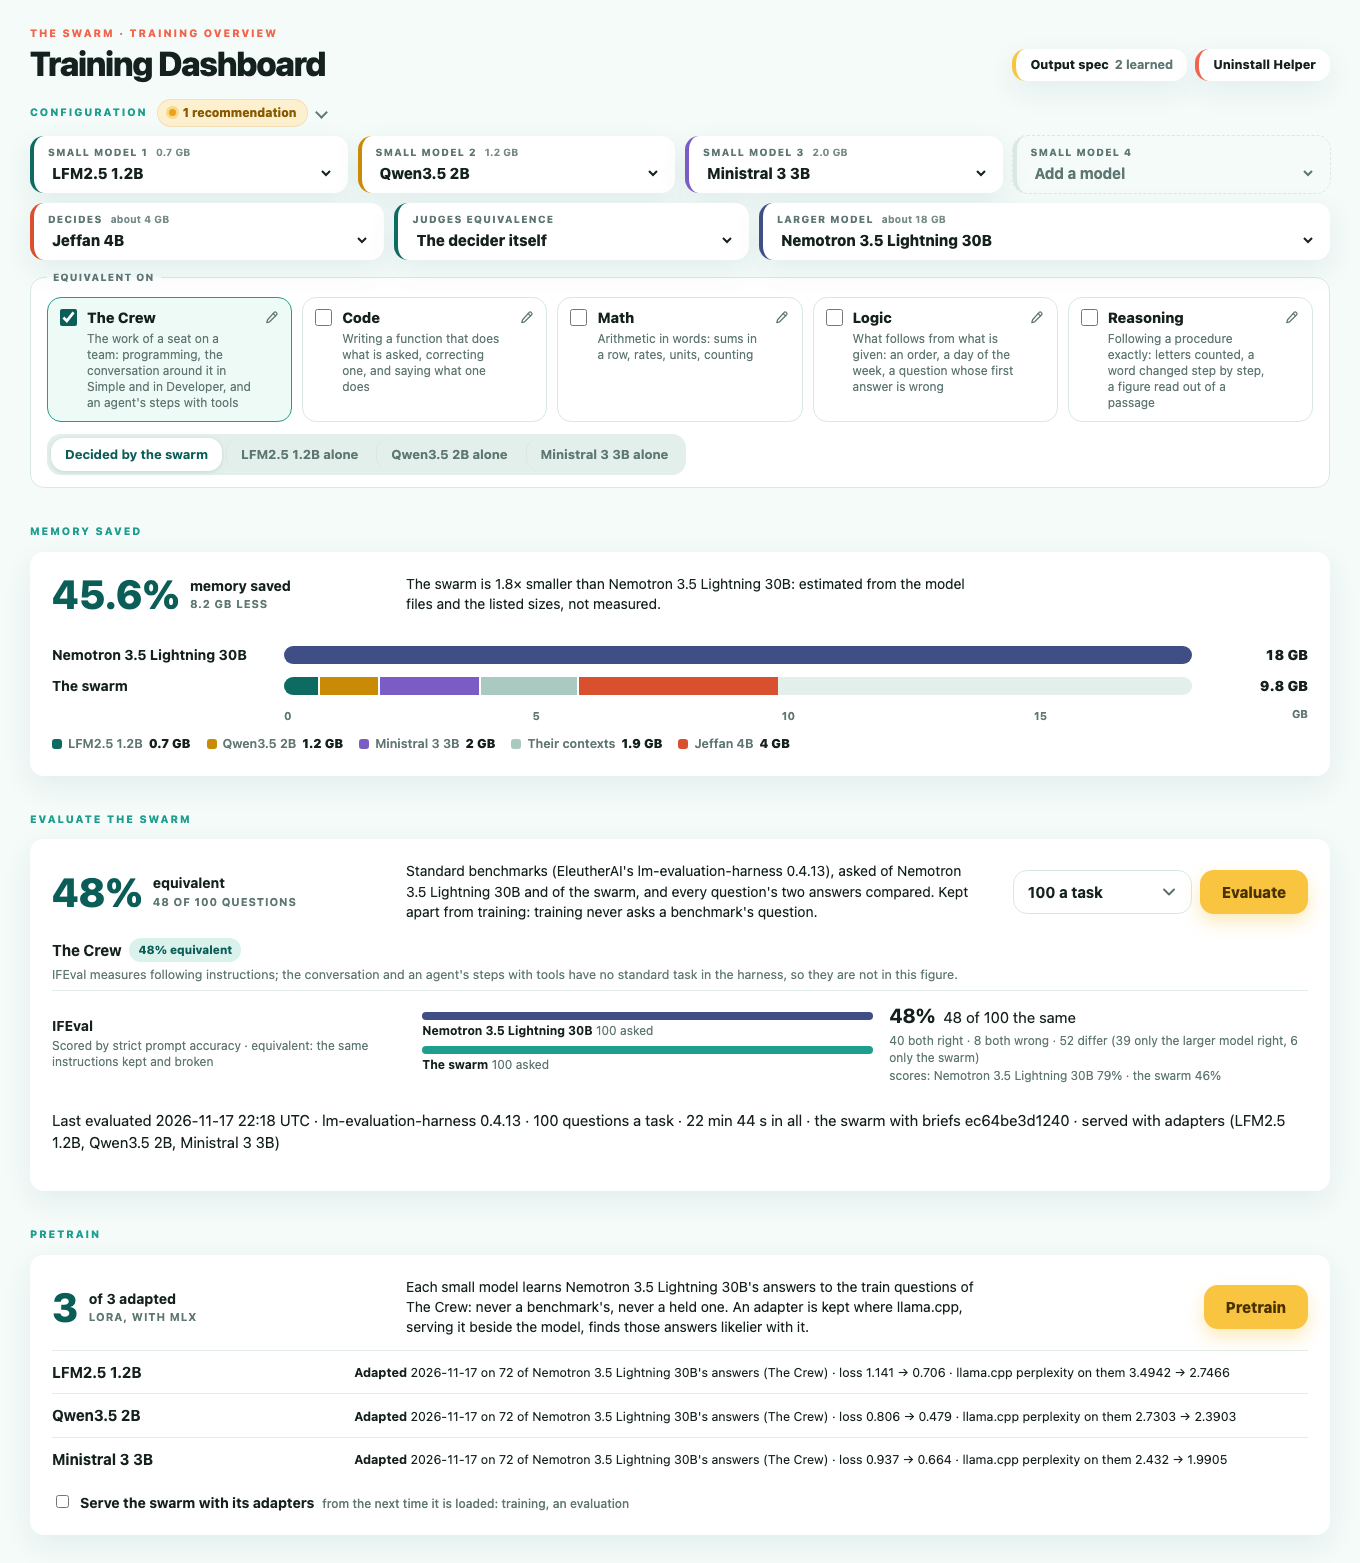 THE SWARM · TRAINING OVERVIEW
Training Dashboard
Output spec 2 learned
Uninstall Helper
CONFIGURATION
1 recommendation
SMALL MODEL 1 0.7 GB
LFM2.5 1.2B
SMALL MODEL 2 1.2 GB
Qwen3.5 2B
SMALL MODEL 3 2.0 GB
Ministral 3 3B
SMALL MODEL 4
Add a model
DECIDES about 4 GB
Jeffan 4B
JUDGES EQUIVALENCE
The decider itself
LARGER MODEL about 18 GB
Nemotron 3.5 Lightning 30B
EQUIVALENT ON
The Crew
The work of a seat on a
team: programming, the
conversation around it in
Simple and in Developer, and
an agent's steps with tools
Code
Writing a function that does
what is asked, correcting
one, and saying what one
does
Math
Arithmetic in words: sums in
a row, rates, units, counting
Logic
What follows from what is
given: an order, a day of the
week, a question whose first
answer is wrong
Reasoning
Following a procedure
exactly: letters counted, a
word changed step by step,
a figure read out of a
passage
Decided by the swarm
LFM2.5 1.2B alone
Qwen3.5 2B alone
Ministral 3 3B alone
MEMORY SAVED
45.6%
memory saved
8.2 GB LESS
The swarm is 1.8× smaller than Nemotron 3.5 Lightning 30B: estimated from the model
files and the listed sizes, not measured.
Nemotron 3.5 Lightning 30B
18 GB
The swarm
9.8 GB
0 5 10 15 GB
LFM2.5 1.2B 0.7 GB
Qwen3.5 2B 1.2 GB
Ministral 3 3B 2 GB
Their contexts 1.9 GB
Jeffan 4B 4 GB
EVALUATE THE SWARM
48%
equivalent
48 OF 100 QUESTIONS
Standard benchmarks (EleutherAI's lm-evaluation-harness 0.4.13), asked of Nemotron
3.5 Lightning 30B and of the swarm, and every question's two answers compared. Kept
apart from training: training never asks a benchmark's question.
100 a task
Evaluate
The Crew
48% equivalent
IFEval measures following instructions; the conversation and an agent's steps with tools have no standard task in the harness, so they are not in this figure.
IFEval
Scored by strict prompt accuracy · equivalent: the same
instructions kept and broken
Nemotron 3.5 Lightning 30B 100 asked
The swarm 100 asked
48% 48 of 100 the same
40 both right · 8 both wrong · 52 differ (39 only the larger model right, 6
only the swarm)
scores: Nemotron 3.5 Lightning 30B 79% · the swarm 46%
Last evaluated 2026-11-17 22:18 UTC · lm-evaluation-harness 0.4.13 · 100 questions a task · 22 min 44 s in all · the swarm with briefs ec64be3d1240 · served with adapters (LFM2.5
1.2B, Qwen3.5 2B, Ministral 3 3B)
PRETRAIN
3
of 3 adapted
LORA, WITH MLX
Each small model learns Nemotron 3.5 Lightning 30B's answers to the train questions of
The Crew: never a benchmark's, never a held one. An adapter is kept where llama.cpp,
serving it beside the model, finds those answers likelier with it.
Pretrain
LFM2.5 1.2B
Adapted 2026-11-17 on 72 of Nemotron 3.5 Lightning 30B's answers (The Crew) · loss 1.141 → 0.706 · llama.cpp perplexity on them 3.4942 → 2.7466
Qwen3.5 2B
Adapted 2026-11-17 on 72 of Nemotron 3.5 Lightning 30B's answers (The Crew) · loss 0.806 → 0.479 · llama.cpp perplexity on them 2.7303 → 2.3903
Ministral 3 3B
Adapted 2026-11-17 on 72 of Nemotron 3.5 Lightning 30B's answers (The Crew) · loss 0.937 → 0.664 · llama.cpp perplexity on them 2.432 → 1.9905
Serve the swarm with its adapters from the next time it is loaded: training, an evaluation